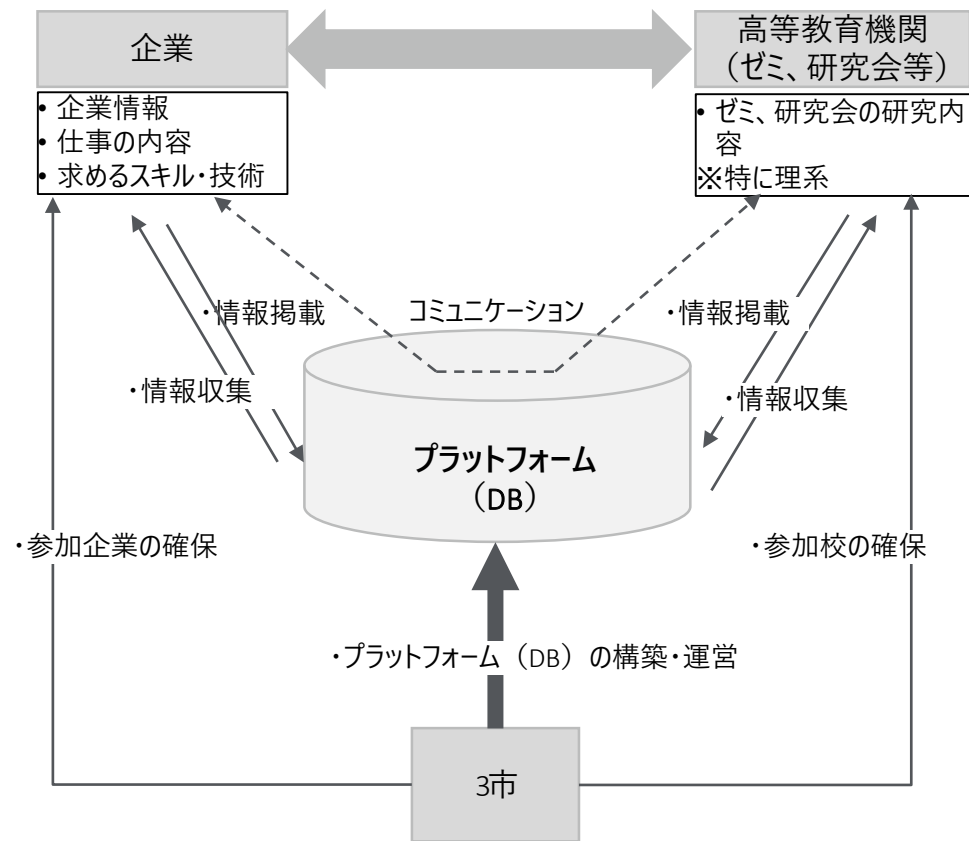 企業
高等教育機関
（ゼミ、研究会等）
• 企業情報
• 仕事の内容
• 求めるスキル・技術
• ゼミ、研究会の研究内
容
※特に理系
コミュニケーション
・情報掲載
・情報掲載
・情報収集
・情報収集
プラットフォーム
（DB）
・参加企業の確保
・参加校の確保
・プラットフォーム（DB）の構築・運営
3市